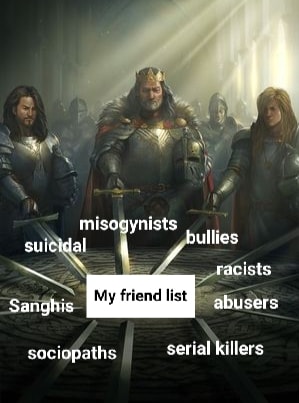 misogynists
suicidal
bullies
racists
Sanghis
My friend list
abusers
sociopaths
serial killers